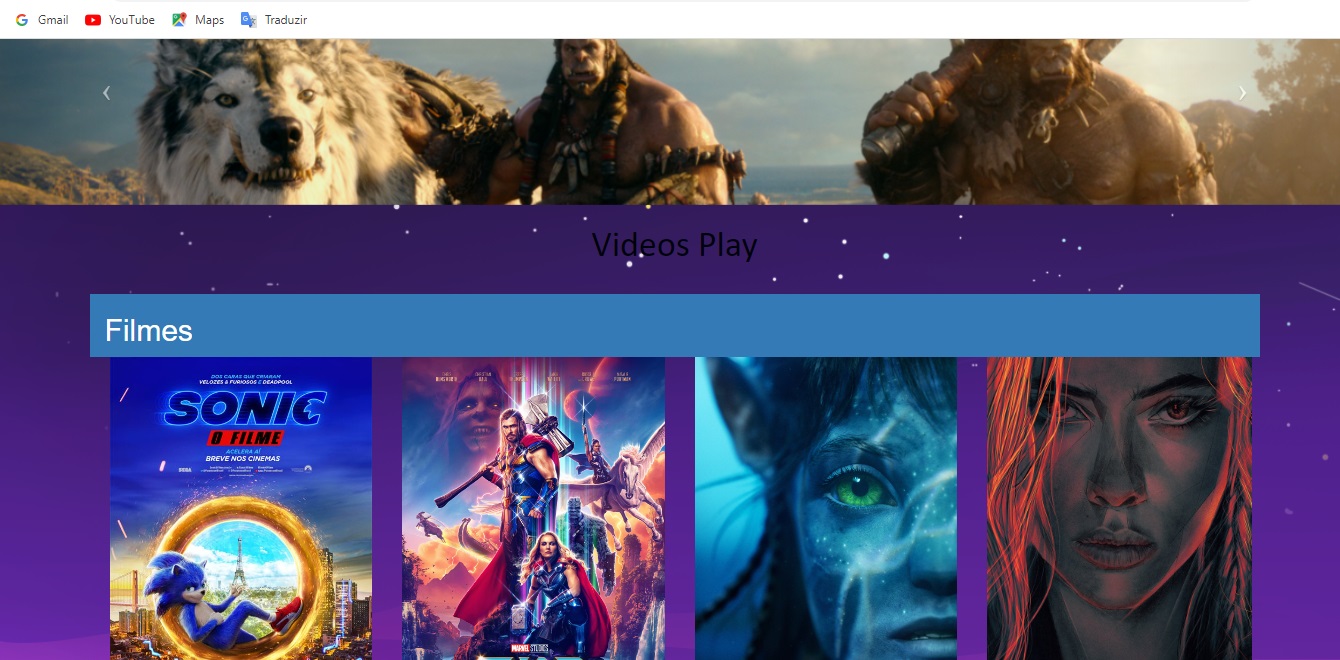 Gmail YouTube Maps Traduzir
Videos Play
Filmes
DOS CARAS QUE CRIARAM
VELOZES & FURIOSOS E DEADPOOL
SONIC
O FILME
ACELERA AÍ
BREVE NOS CINEMAS
SEGA
MARVEL STUDIOS